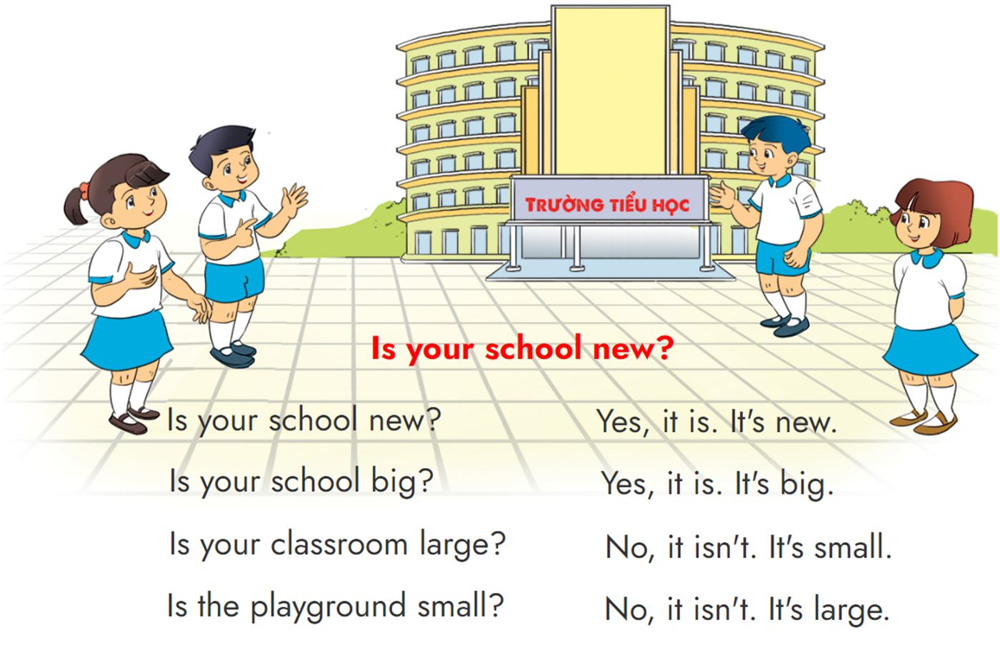 TRƯỜNG TIỂU HỌC
Is your school new?
Is your school new? Yes, it is. It's new.
Is your school big? Yes, it is. It's big.
Is your classroom large? No, it isn't. It's small.
Is the playground small? No, it isn't. It's large.